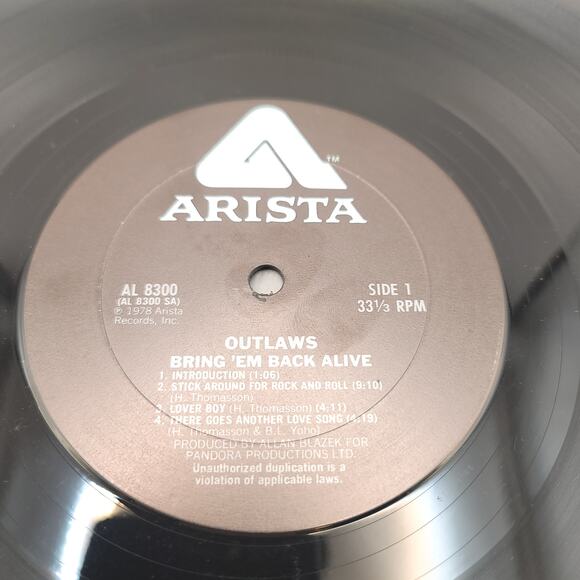 ™
ARISTA
AL 8300
(AL 8300 SA)
℗ 1978 Arista
Records, Inc.
SIDE 1
33⅓ RPM
OUTLAWS
BRING 'EM BACK ALIVE
1. INTRODUCTION (1:06)
2. STICK AROUND FOR ROCK AND ROLL (9:10)
(H. Thomasson)
3. LOVER BOY (H. Thomasson) (4:11)
4. THERE GOES ANOTHER LOVE SONG (4:19)
(H. Thomasson & B.L. Yoho)
PRODUCED BY ALLAN BLAZEK FOR
PANDORA PRODUCTIONS LTD.
Unauthorized duplication is a
violation of applicable laws.